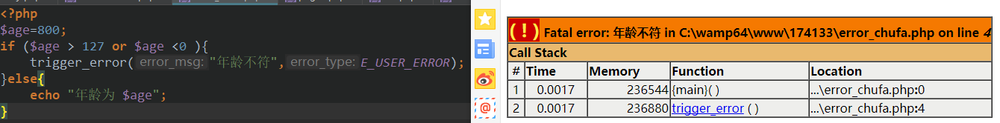 <?php
$age=800;
if ($age > 127 or $age <0 ){
trigger_error( error_msg: "年龄不符", error_type: E_USER_ERROR);
}else{
echo "年龄为 $age";
}
( ! ) Fatal error: 年龄不符 in C:\wamp64\www\174133\error_chufa.php on line 4
Call Stack
# Time Memory Function Location
1 0.0017 236544 {main}( ) ...\error_chufa.php:0
2 0.0017 236880 trigger_error ( ) ...\error_chufa.php:4